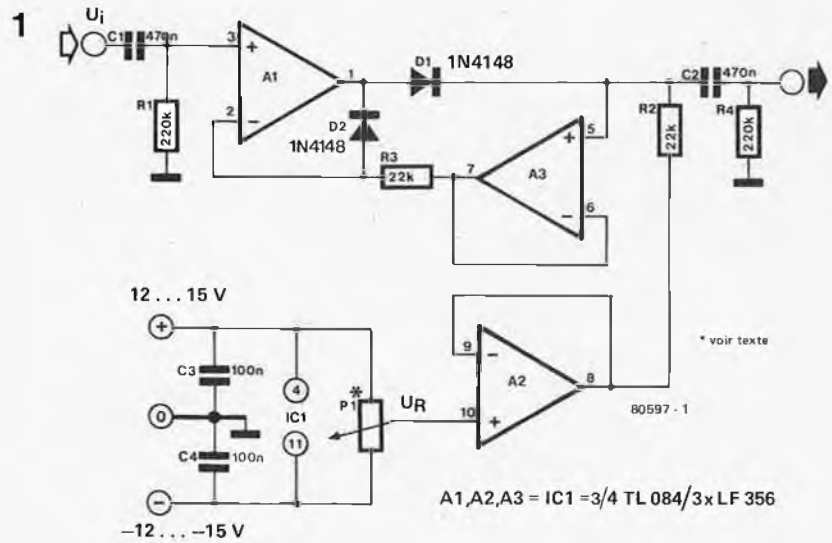 1
Ui
C1 470n
R1
220k
3
+
A1
2
−
1
D1 1N4148
D2
1N4148
R3
22k
7
A3
5
+
6
−
R2
22k
C2 470n
R4
220k
12 . . . 15 V
+
C3 100n
0
C4 100n
−
−12 . . . −15 V
4
IC1
11
*
P1
UR
9
−
A2
10
+
8
* voir texte
80597 - 1
A1,A2,A3 = IC1 =3/4 TL 084/3x LF 356